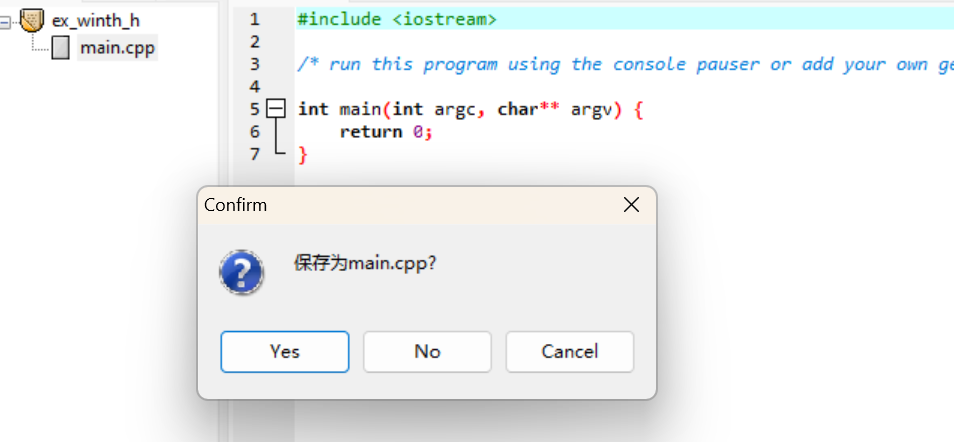 ex_winth_h
main.cpp
1 #include <iostream>
2
3 /* run this program using the console pauser or add your own ge
4
5 int main(int argc, char** argv) {
6 return 0;
7 }
Confirm
保存为main.cpp?
Yes No Cancel